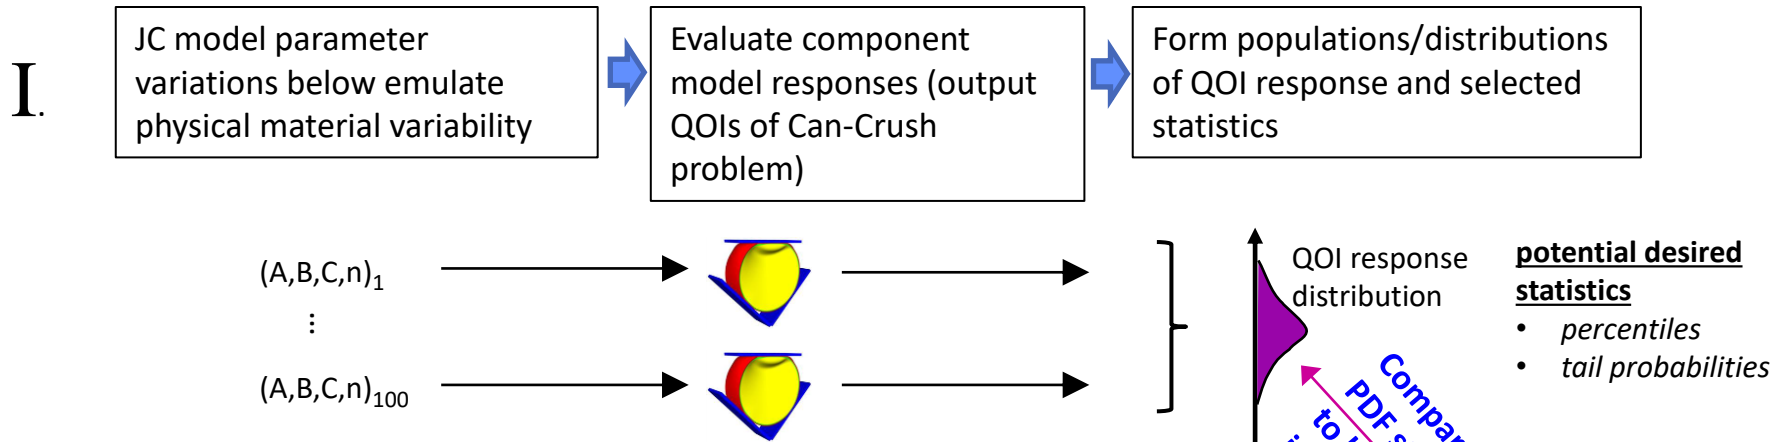 I.
JC model parameter
variations below emulate
physical material variability
Evaluate component
model responses (output
QOIs of Can-Crush
problem)
Form populations/distributions
of QOI response and selected
statistics
(A,B,C,n)1
⋮
(A,B,C,n)100
QOI response
distribution
potential desired
statistics
• percentiles
• tail probabilities
PDF
to